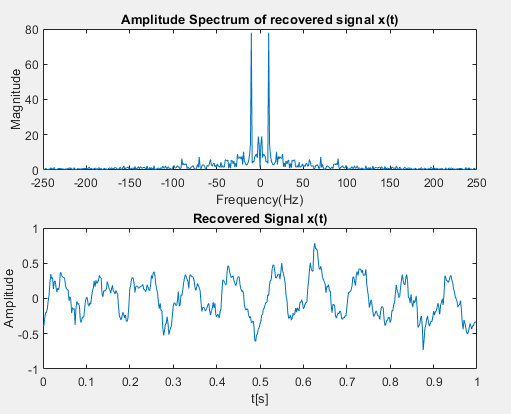 Amplitude Spectrum of recovered signal x(t)
80
60
40
20
0
Magnitude
-250 -200 -150 -100 -50 0 50 100 150 200 250
Frequency(Hz)
Recovered Signal x(t)
1
0.5
0
-0.5
-1
Amplitude
0 0.1 0.2 0.3 0.4 0.5 0.6 0.7 0.8 0.9 1
t[s]